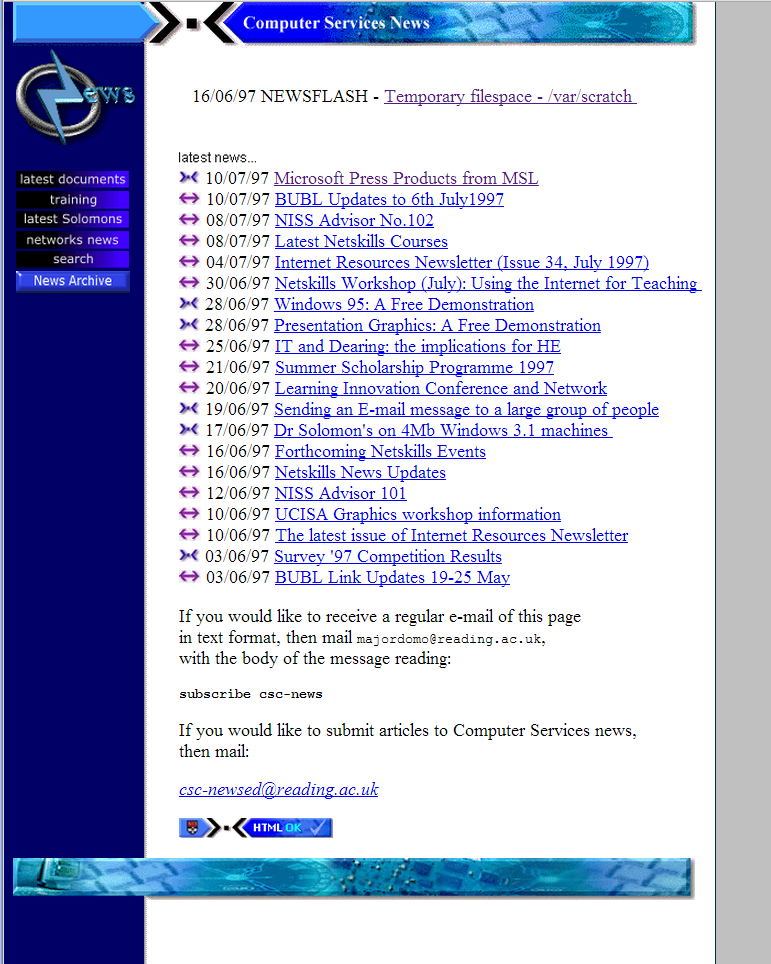 Computer Services News
ews
16/06/97 NEWSFLASH - Temporary filespace - /var/scratch
latest documents
training
latest Solomons
networks news
search
News Archive
latest news...
10/07/97 Microsoft Press Products from MSL
10/07/97 BUBL Updates to 6th July1997
08/07/97 NISS Advisor No.102
08/07/97 Latest Netskills Courses
04/07/97 Internet Resources Newsletter (Issue 34, July 1997)
30/06/97 Netskills Workshop (July): Using the Internet for Teaching
28/06/97 Windows 95: A Free Demonstration
28/06/97 Presentation Graphics: A Free Demonstration
25/06/97 IT and Dearing: the implications for HE
21/06/97 Summer Scholarship Programme 1997
20/06/97 Learning Innovation Conference and Network
19/06/97 Sending an E-mail message to a large group of people
17/06/97 Dr Solomon's on 4Mb Windows 3.1 machines
16/06/97 Forthcoming Netskills Events
16/06/97 Netskills News Updates
12/06/97 NISS Advisor 101
10/06/97 UCISA Graphics workshop information
10/06/97 The latest issue of Internet Resources Newsletter
03/06/97 Survey '97 Competition Results
03/06/97 BUBL Link Updates 19-25 May
If you would like to receive a regular e-mail of this page
in text format, then mail majordomo@reading.ac.uk,
with the body of the message reading:
subscribe csc-news
If you would like to submit articles to Computer Services news,
then mail:
csc-newsed@reading.ac.uk
HTML OK